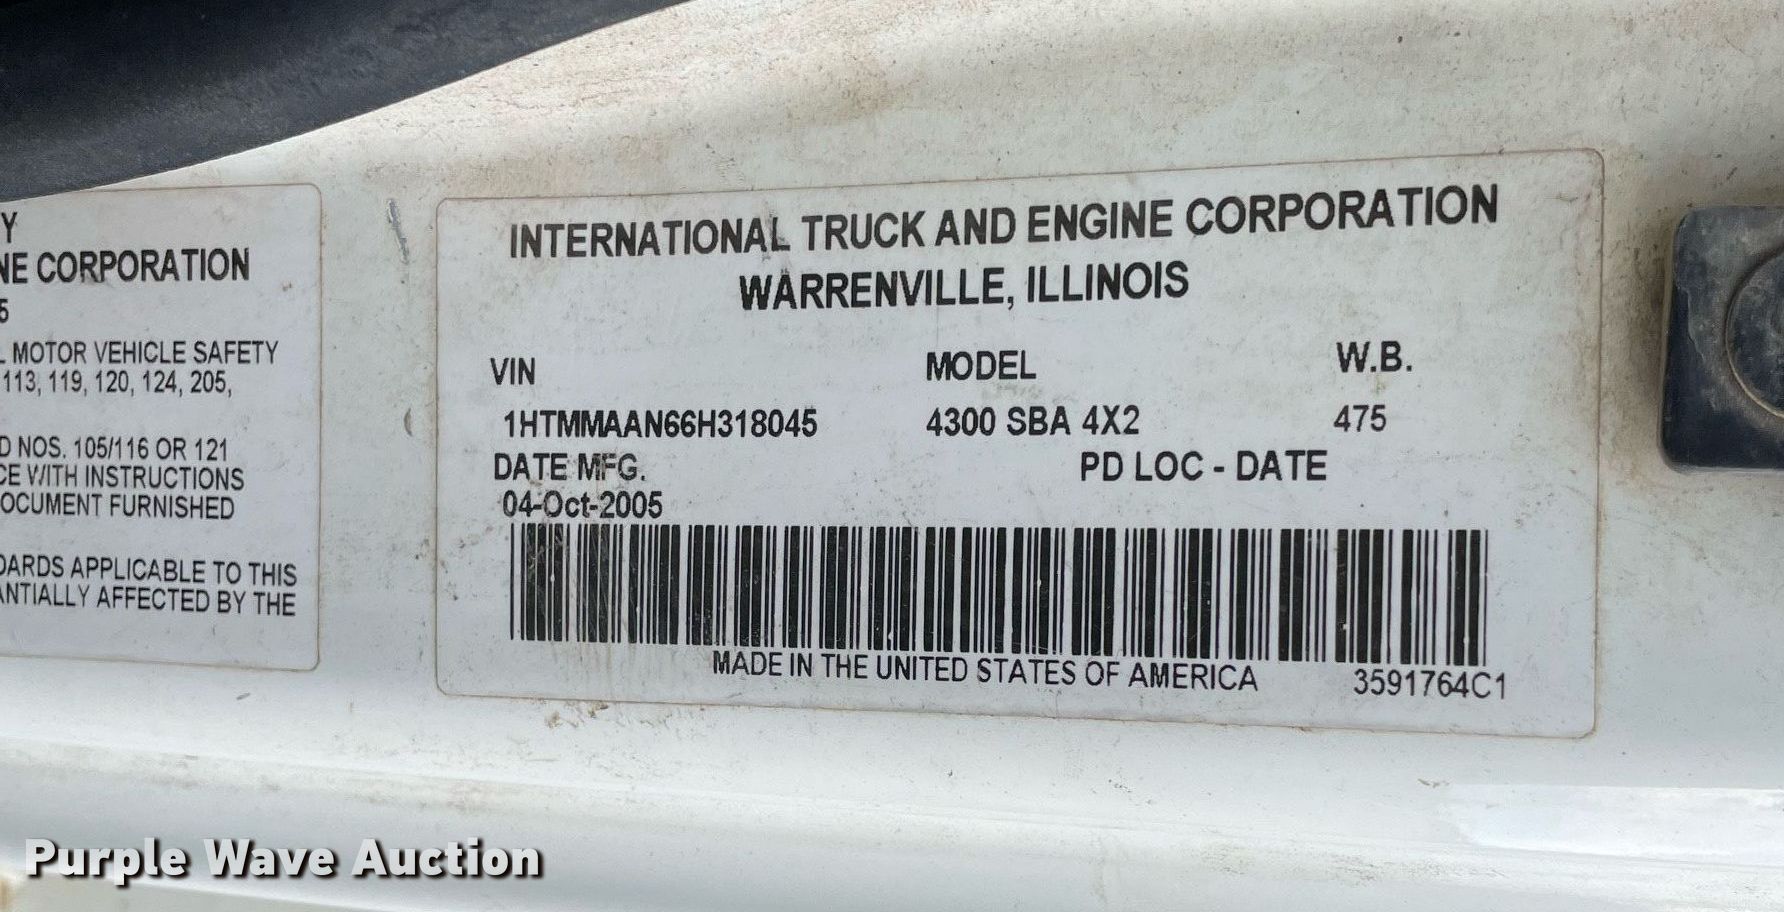 Y
NE CORPORATION
5
L MOTOR VEHICLE SAFETY
113, 119, 120, 124, 205,
D NOS. 105/116 OR 121
CE WITH INSTRUCTIONS
OCUMENT FURNISHED
DARDS APPLICABLE TO THIS
ANTIALLY AFFECTED BY THE
INTERNATIONAL TRUCK AND ENGINE CORPORATION
WARRENVILLE, ILLINOIS
VIN MODEL W.B.
1HTMMAAN66H318045 4300 SBA 4X2 475
DATE MFG. PD LOC - DATE
04-Oct-2005
MADE IN THE UNITED STATES OF AMERICA 3591764C1
Purple Wave Auction